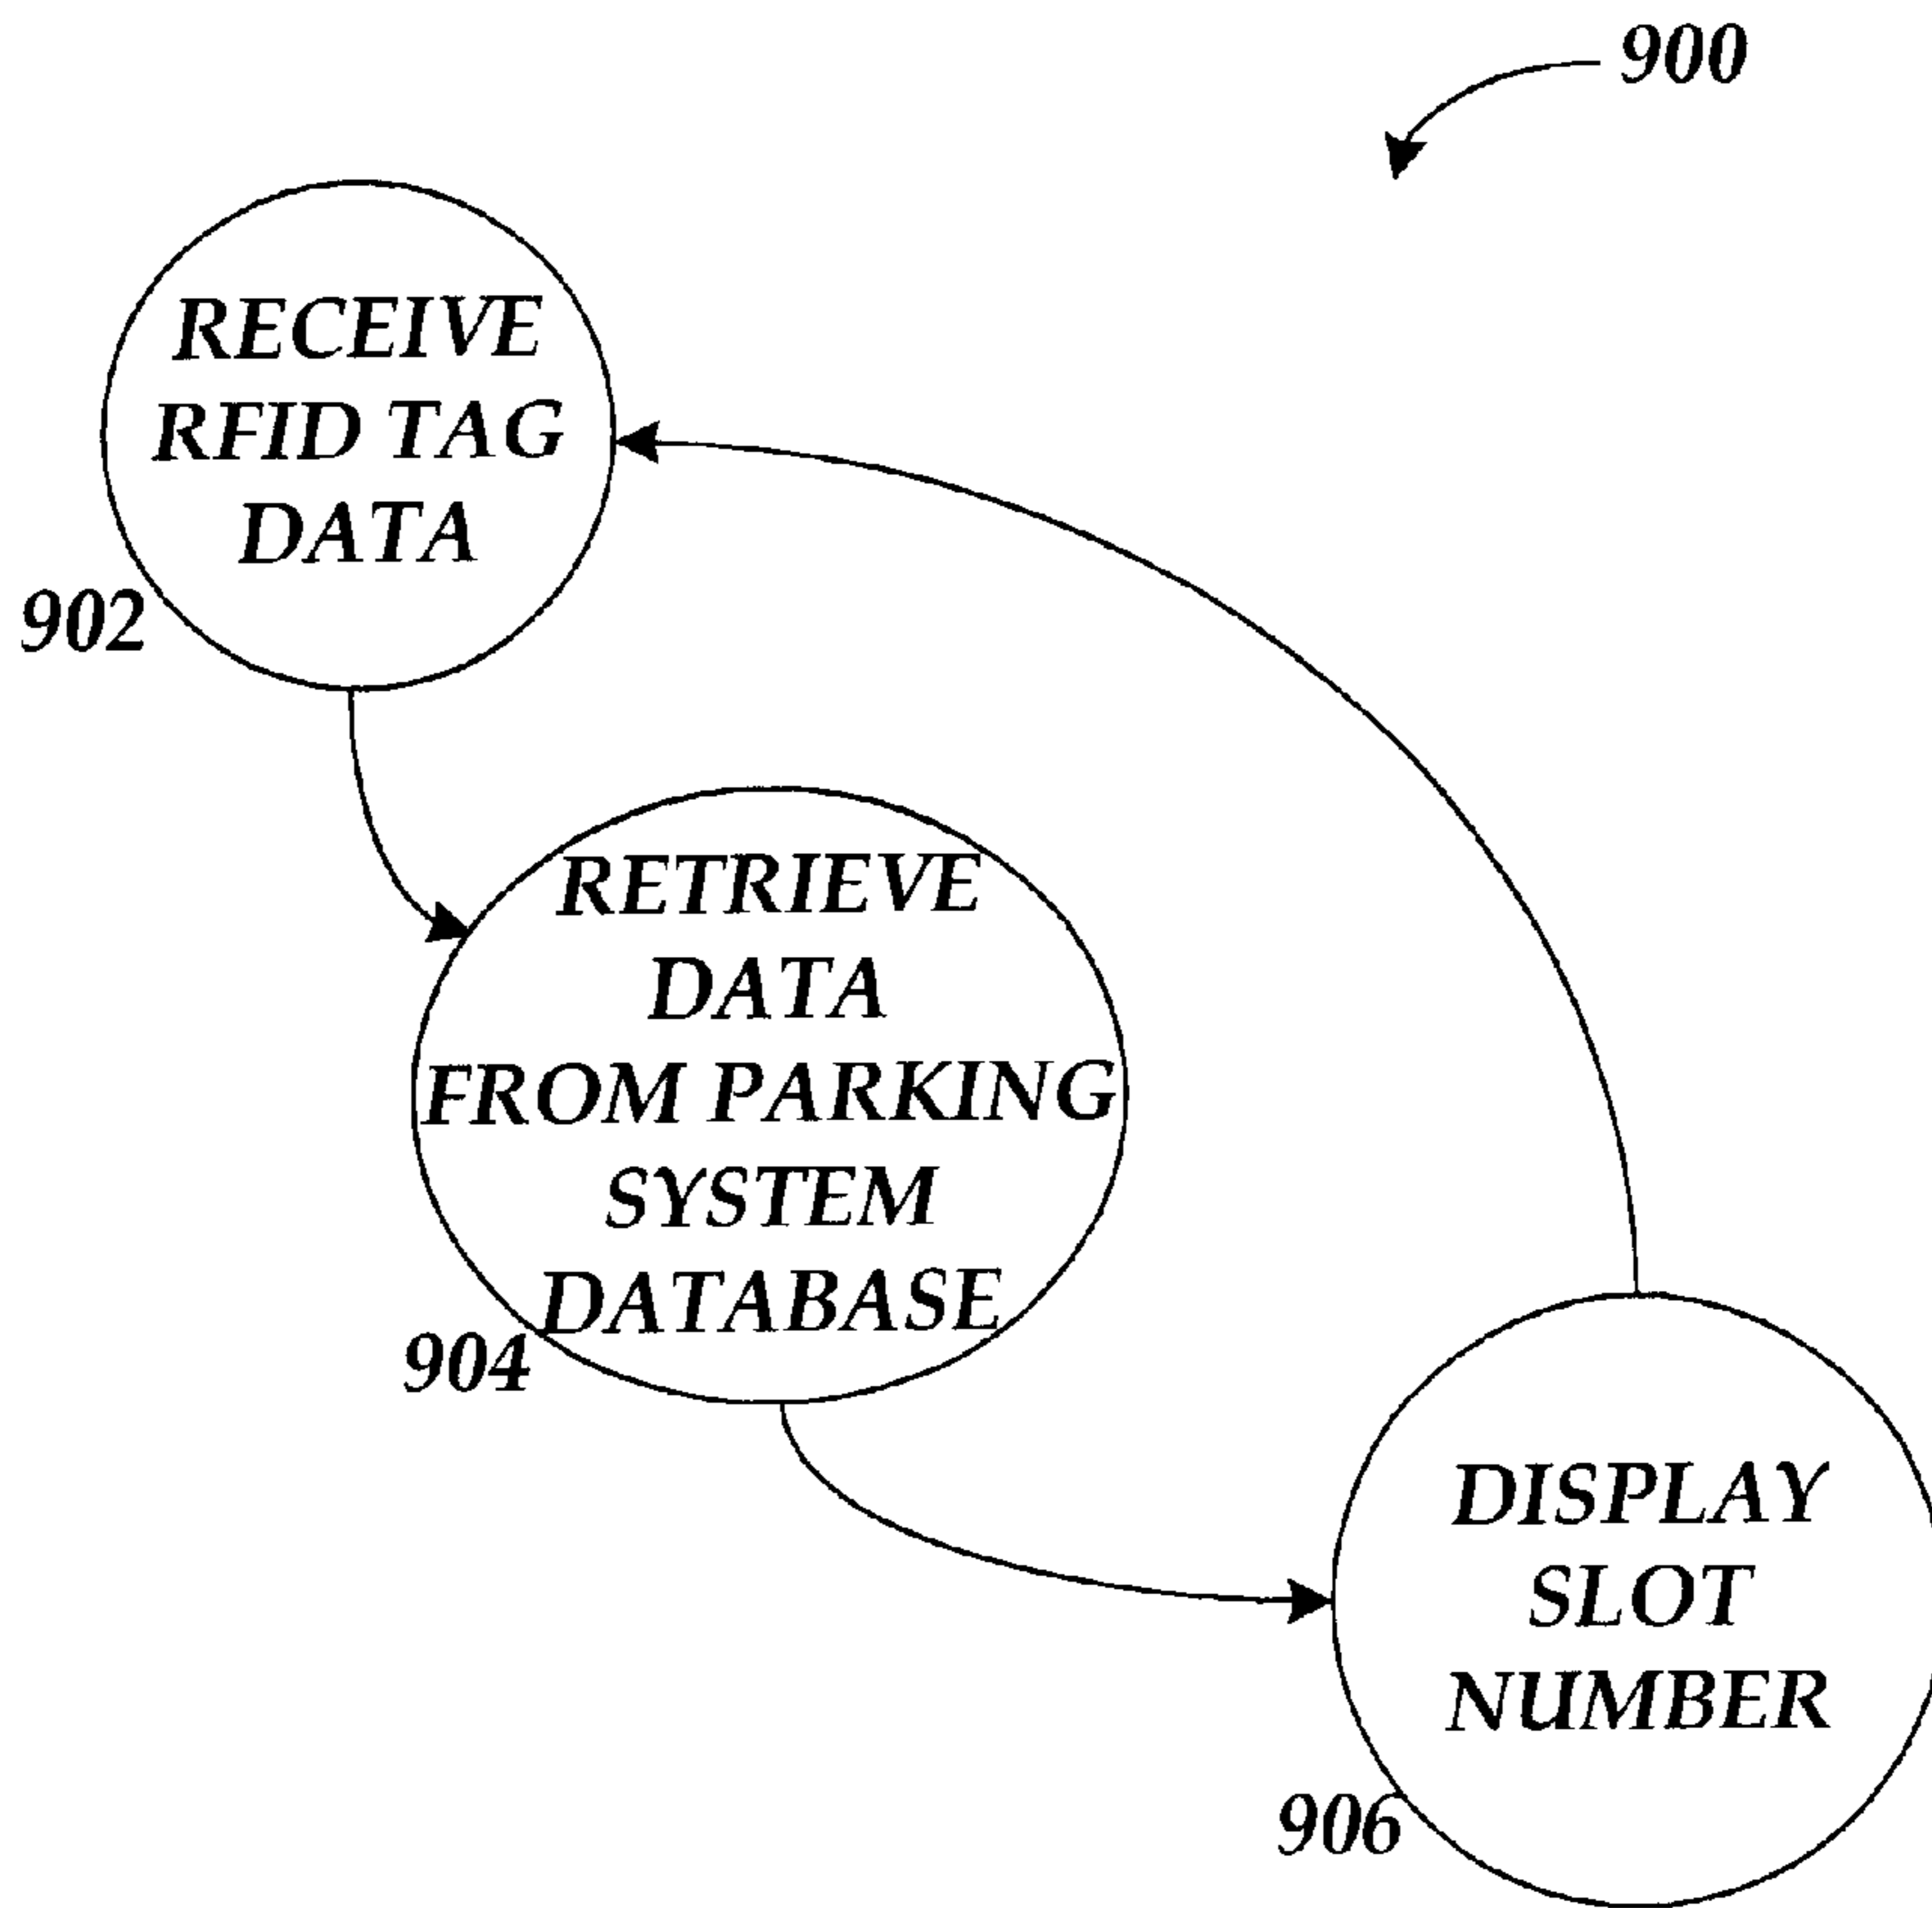 900
RECEIVE
RFID TAG
DATA
902
RETRIEVE
DATA
FROM PARKING
SYSTEM
DATABASE
904
DISPLAY
SLOT
NUMBER
906